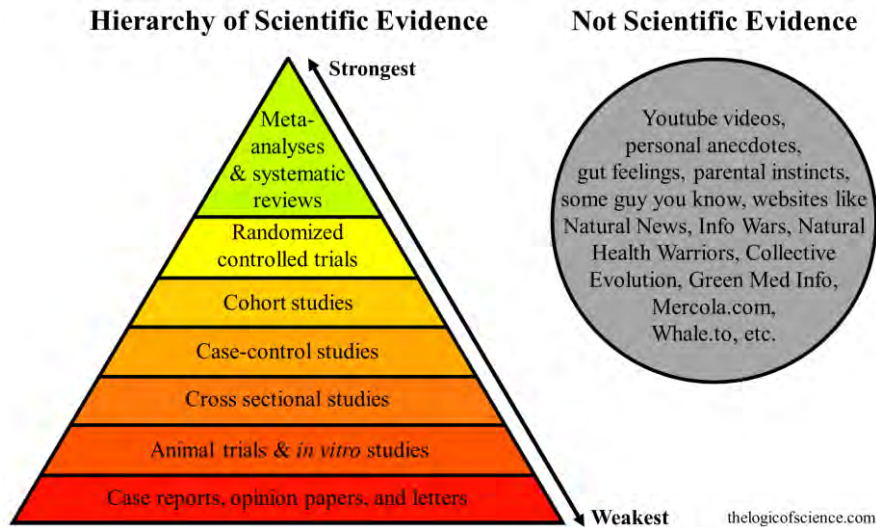 Hierarchy of Scientific Evidence
Not Scientific Evidence
Strongest
Meta-
analyses
& systematic
reviews
Randomized
controlled trials
Cohort studies
Case-control studies
Cross sectional studies
Animal trials & in vitro studies
Case reports, opinion papers, and letters
Weakest
Youtube videos,
personal anecdotes,
gut feelings, parental instincts,
some guy you know, websites like
Natural News, Info Wars, Natural
Health Warriors, Collective
Evolution, Green Med Info,
Mercola.com,
Whale.to, etc.
thelogicofscience.com